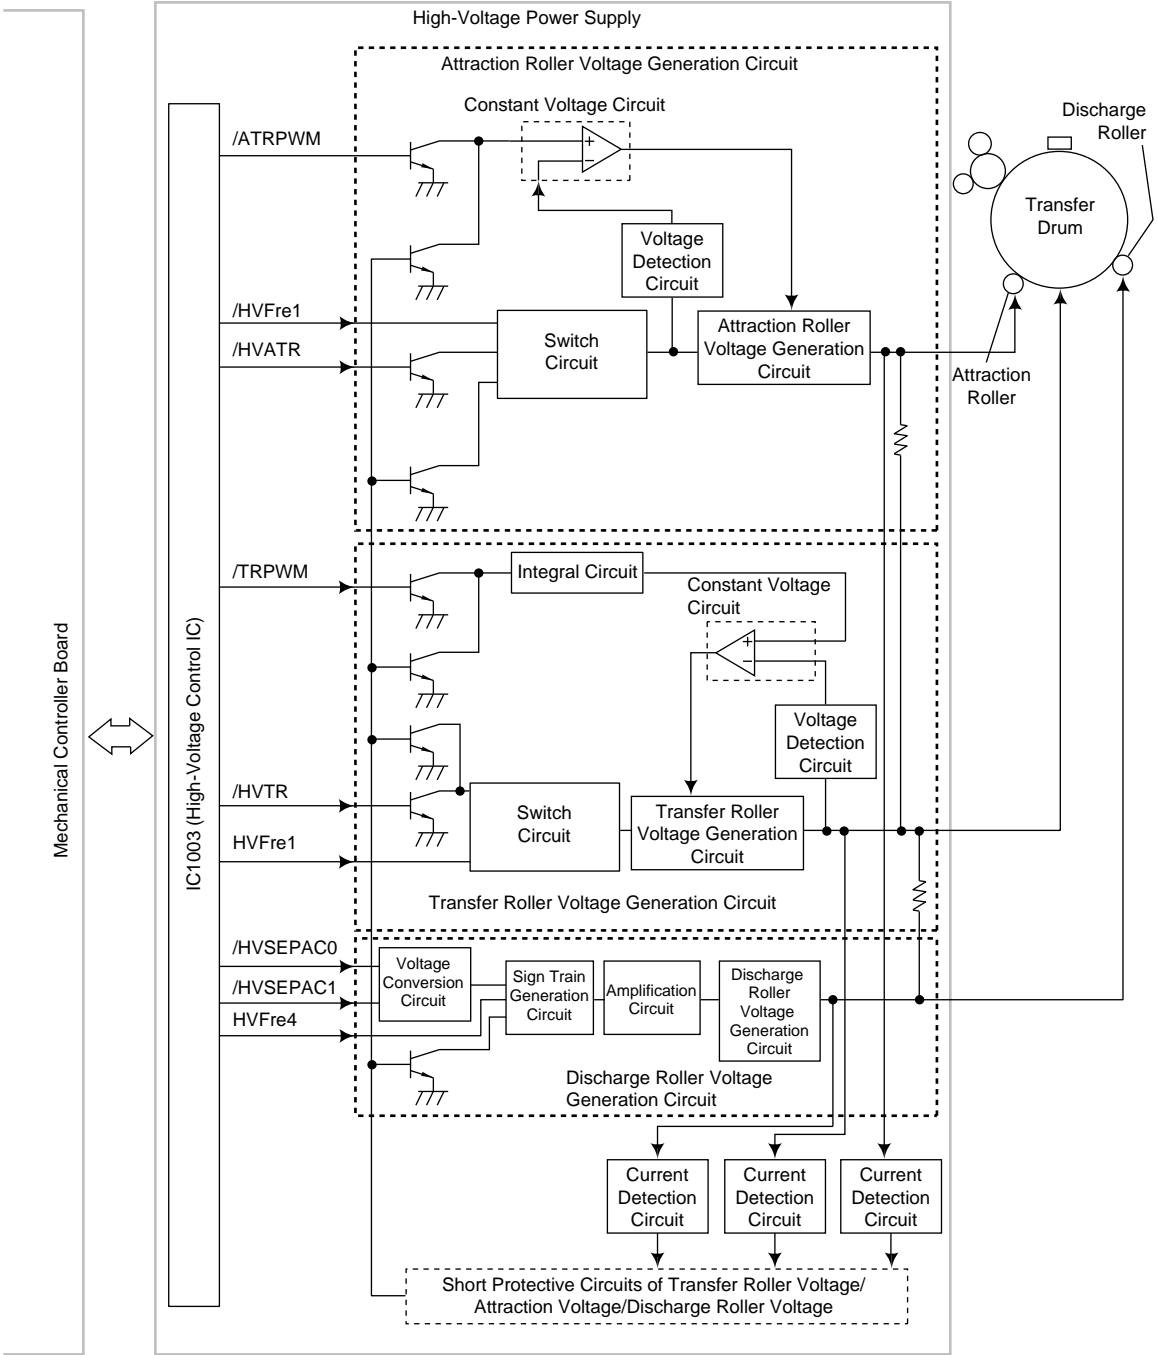 High-Voltage Power Supply
Attraction Roller Voltage Generation Circuit
Constant Voltage Circuit
Discharge
Roller
/ATRPWM
+
−
Transfer
Drum
Voltage
Detection
Circuit
/HVFre1
Switch
Circuit
Attraction Roller
Voltage Generation
Circuit
/HVATR
Attraction
Roller
/TRPWM
Integral Circuit
Constant Voltage
Circuit
+
−
Mechanical Controller Board
IC1003 (High-Voltage Control IC)
Voltage
Detection
Circuit
/HVTR
Switch
Circuit
Transfer Roller
Voltage Generation
Circuit
HVFre1
Transfer Roller Voltage Generation Circuit
/HVSEPAC0
Voltage
Conversion
Circuit
Sign Train
Generation
Circuit
Amplification
Circuit
Discharge
Roller
Voltage
Generation
Circuit
/HVSEPAC1
HVFre4
Discharge Roller Voltage
Generation Circuit
Current
Detection
Circuit
Current
Detection
Circuit
Current
Detection
Circuit
Short Protective Circuits of Transfer Roller Voltage/
Attraction Voltage/Discharge Roller Voltage